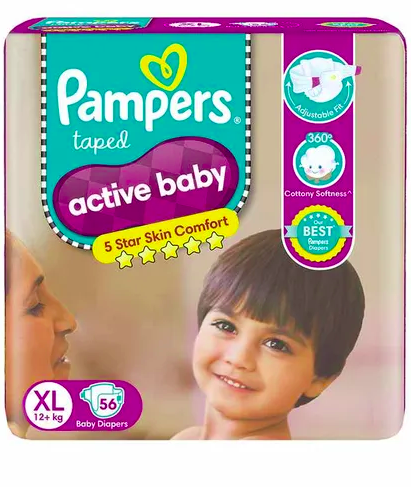 Pampers®
taped
active baby
5 Star Skin Comfort
Adjustable Fit
360°
Cottony Softness^
Our
BEST
Pampers
Diapers
XL
12+ kg
56
Baby Diapers